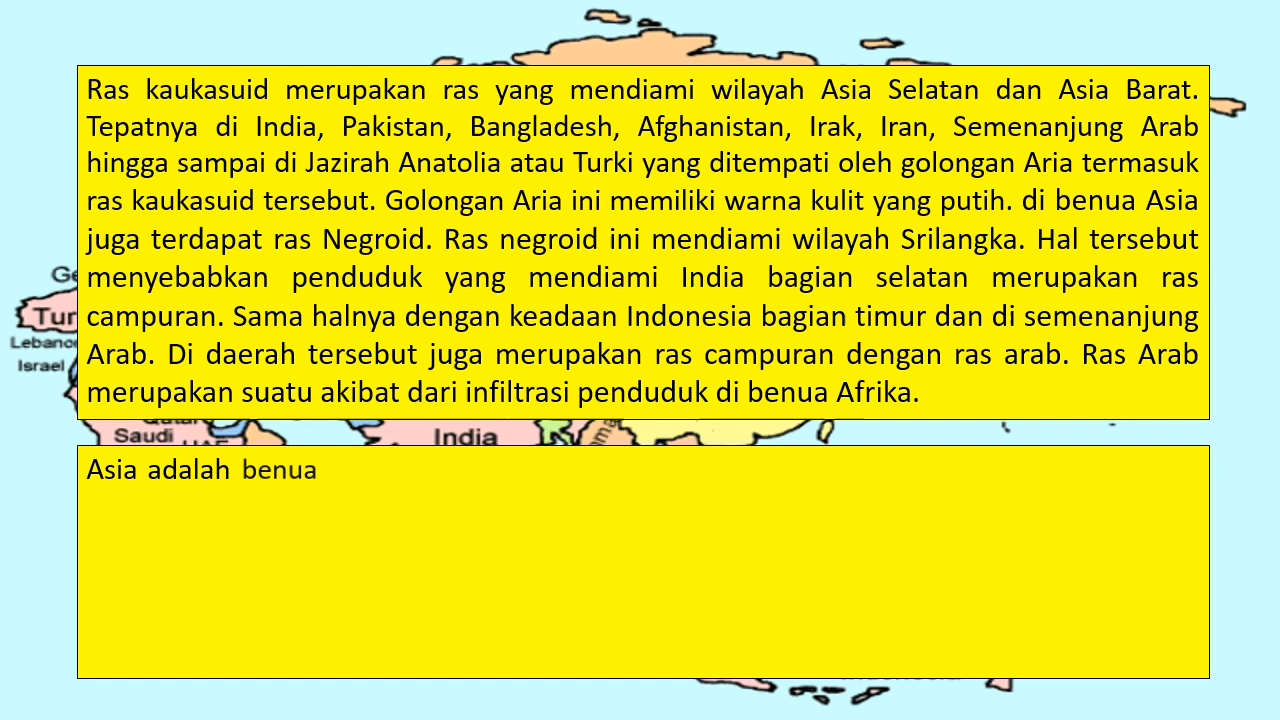 Ras kaukasuid merupakan ras yang mendiami wilayah Asia Selatan dan Asia Barat.
Tepatnya di India, Pakistan, Bangladesh, Afghanistan, Irak, Iran, Semenanjung Arab
hingga sampai di Jazirah Anatolia atau Turki yang ditempati oleh golongan Aria termasuk
ras kaukasuid tersebut. Golongan Aria ini memiliki warna kulit yang putih. di benua Asia
juga terdapat ras Negroid. Ras negroid ini mendiami wilayah Srilangka. Hal tersebut
menyebabkan penduduk yang mendiami India bagian selatan merupakan ras
campuran. Sama halnya dengan keadaan Indonesia bagian timur dan di semenanjung
Arab. Di daerah tersebut juga merupakan ras campuran dengan ras arab. Ras Arab
merupakan suatu akibat dari infiltrasi penduduk di benua Afrika.
Ge
Tur
Lebano
Israel
Saudi
India
Asia adalah benua